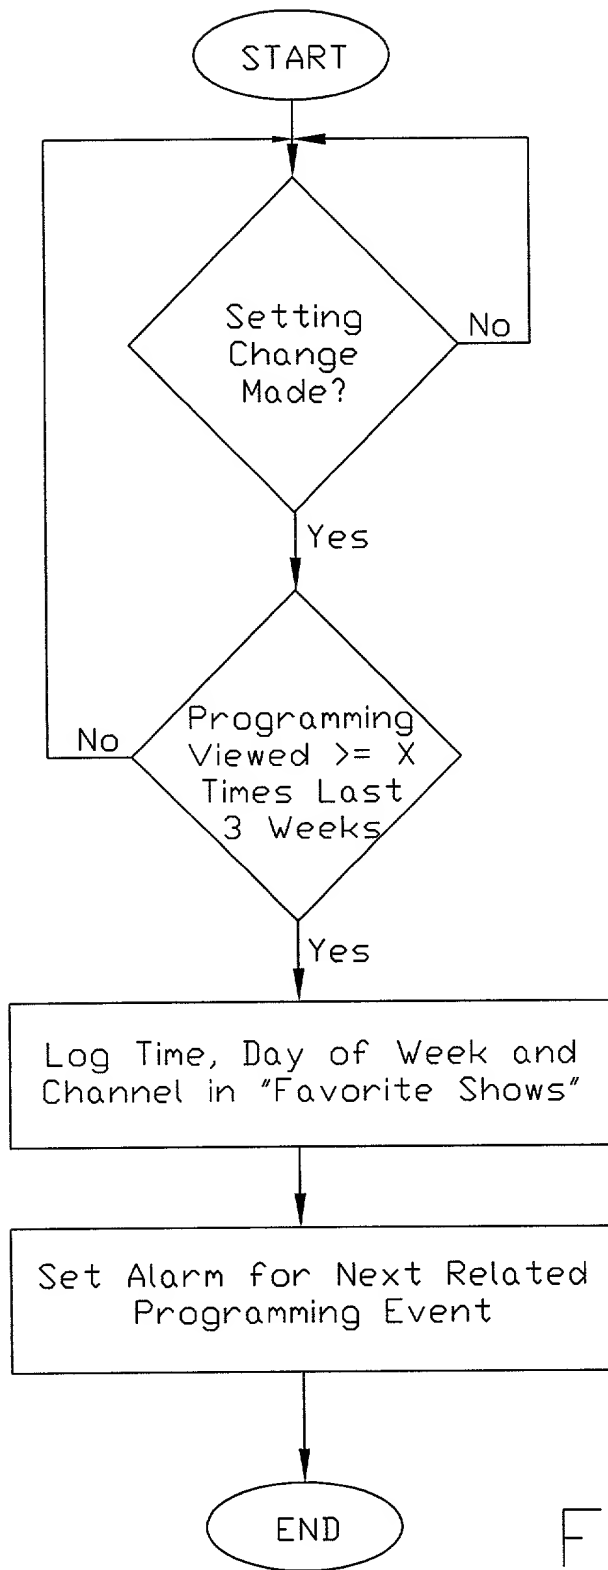 START
Setting
Change
Made?
No
Yes
Programming
Viewed >= X
Times Last
3 Weeks
No
Yes
Log Time, Day of Week and
Channel in "Favorite Shows"
Set Alarm for Next Related
Programming Event
END
F